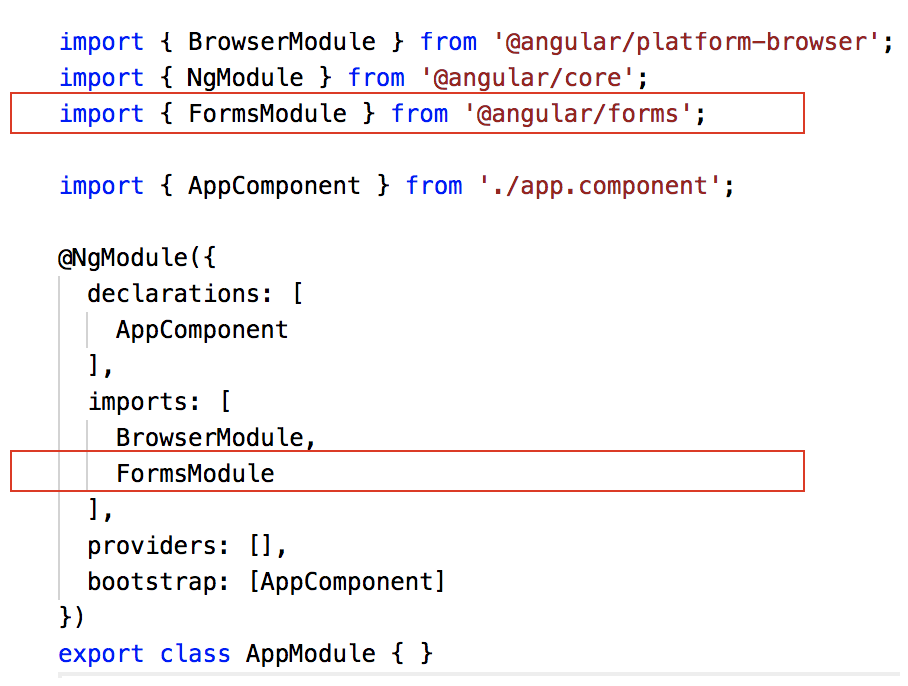 import { BrowserModule } from '@angular/platform-browser';
import { NgModule } from '@angular/core';
import { FormsModule } from '@angular/forms';
import { AppComponent } from './app.component';
@NgModule({
declarations: [
AppComponent
],
imports: [
BrowserModule,
FormsModule
],
providers: [],
bootstrap: [AppComponent]
})
export class AppModule { }